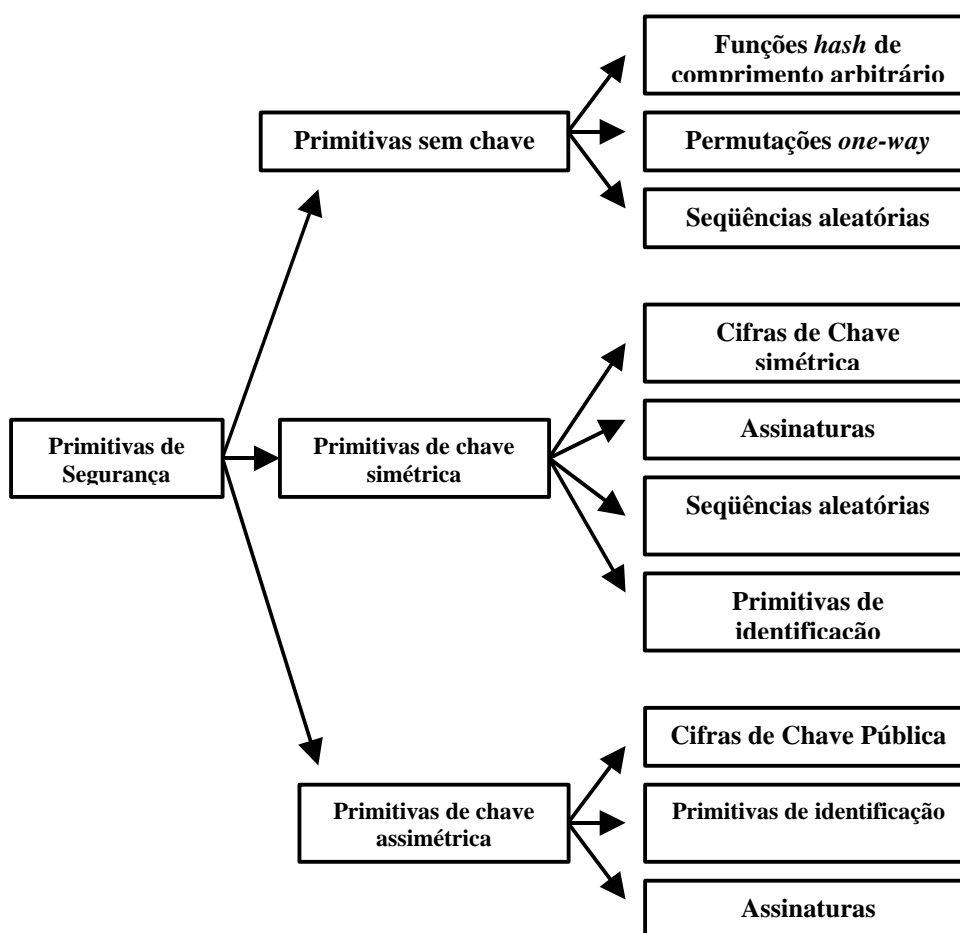 Funções hash de
comprimento arbitrário
Primitivas sem chave
Permutações one-way
Seqüências aleatórias
Cifras de Chave
simétrica
Primitivas de
Segurança
Primitivas de chave
simétrica
Assinaturas
Seqüências aleatórias
Primitivas de
identificação
Cifras de Chave Pública
Primitivas de chave
assimétrica
Primitivas de identificação
Assinaturas